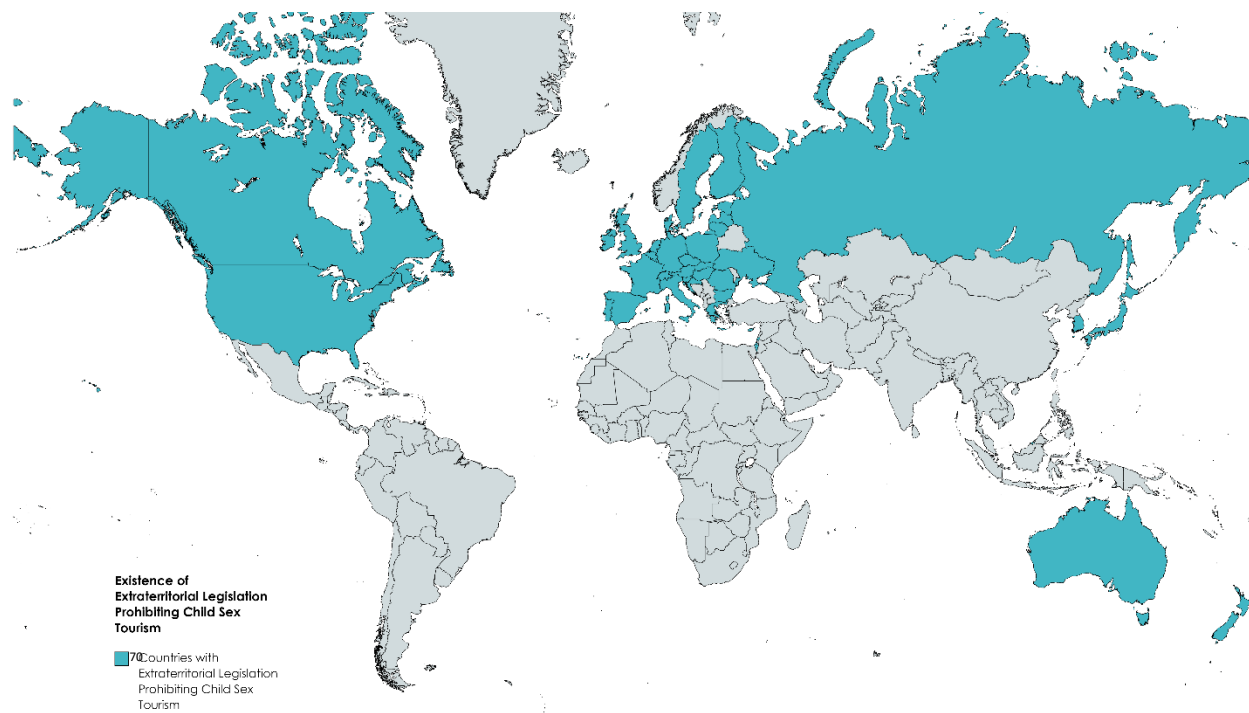 Existence of
Extraterritorial Legislation
Prohibiting Child Sex
Tourism
70 Countries with
Extraterritorial Legislation
Prohibiting Child Sex
Tourism